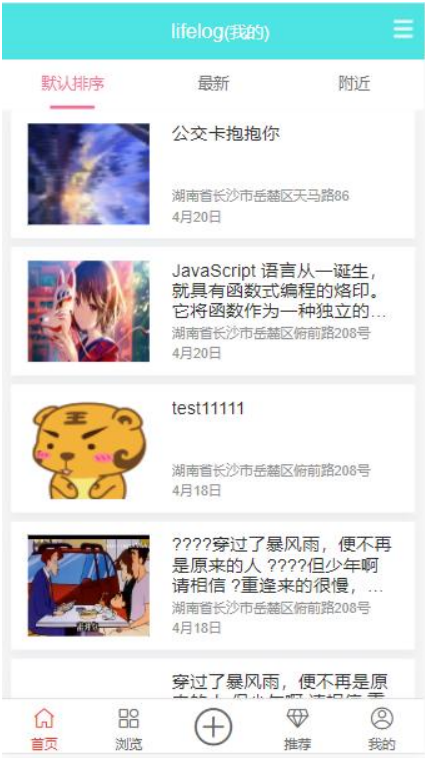 lifelog(我的)
默认排序 最新 附近
公交卡抱抱你
湖南省长沙市岳麓区天马路86
4月20日
JavaScript 语言从一诞生，
就具有函数式编程的烙印。
它将函数作为一种独立的...
湖南省长沙市岳麓区俯前路208号
4月20日
test11111
湖南省长沙市岳麓区俯前路208号
4月18日
????穿过了暴风雨，便不再
是原来的人 ????但少年啊
请相信 ?重逢来的很慢，...
湖南省长沙市岳麓区俯前路208号
4月18日
穿过了暴风雨，便不再是原
首页 浏览 推荐 我的